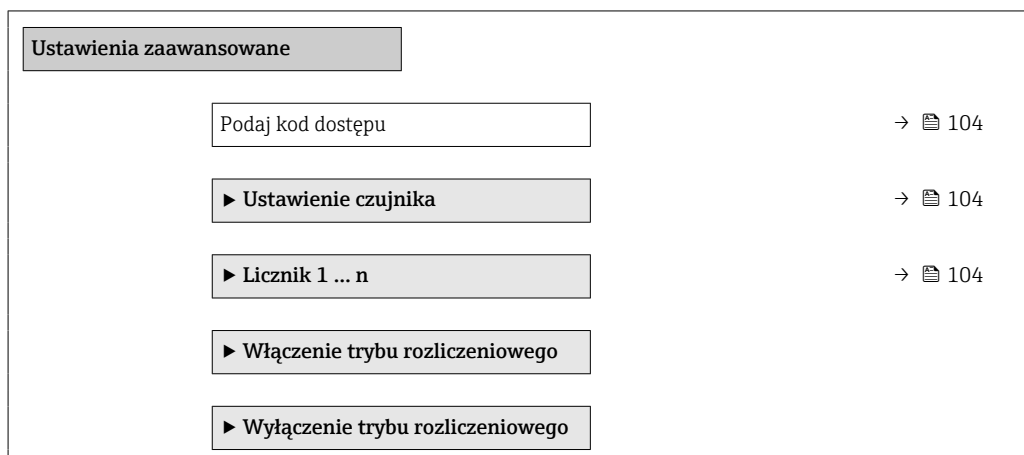 Ustawienia zaawansowane
Podaj kod dostępu → 104
▶ Ustawienie czujnika → 104
▶ Licznik 1 … n → 104
▶ Włączenie trybu rozliczeniowego
▶ Wyłączenie trybu rozliczeniowego